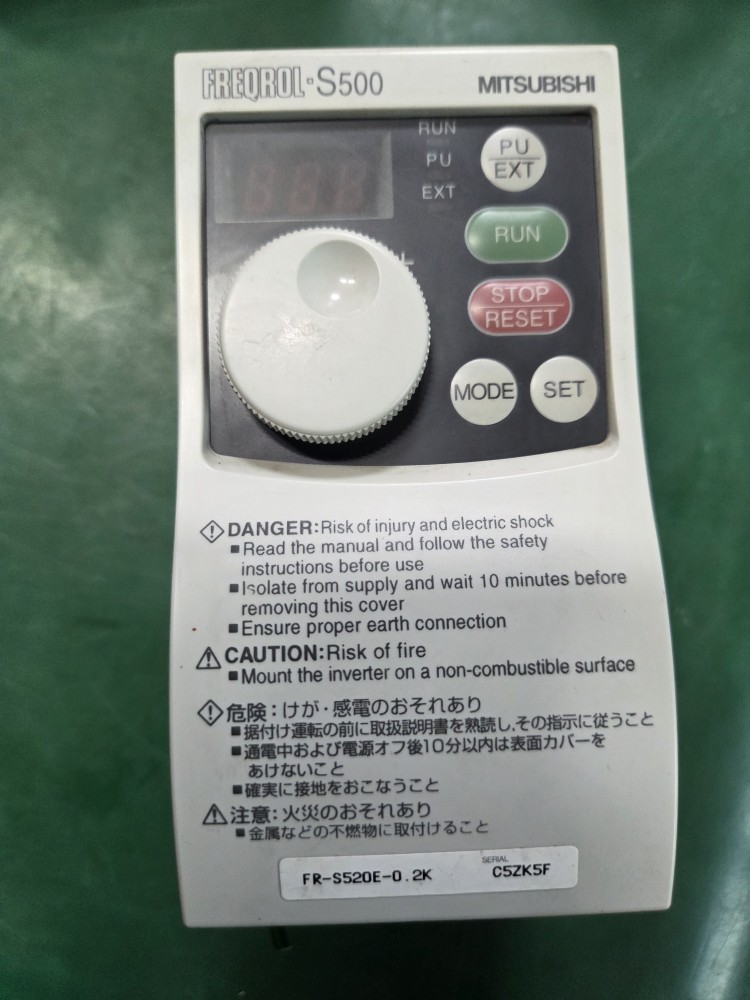 FREQROL-S500
MITSUBISHI
RUN
PU
EXT
PU
EXT
RUN
STOP
RESET
MODE
SET
DANGER:Risk of injury and electric shock
■Read the manual and follow the safety
instructions before use
■Isolate from supply and wait 10 minutes before
removing this cover
■Ensure proper earth connection
CAUTION:Risk of fire
■Mount the inverter on a non-combustible surface
危険：けが・感電のおそれあり
■据付け運転の前に取扱説明書を熟読し,その指示に従うこと
■通電中および電源オフ後10分以内は表面カバーを
あけないこと
■確実に接地をおこなうこと
注意：火災のおそれあり
■金属などの不燃物に取付けること
SERIAL
FR-S520E-0.2K C5ZK5F